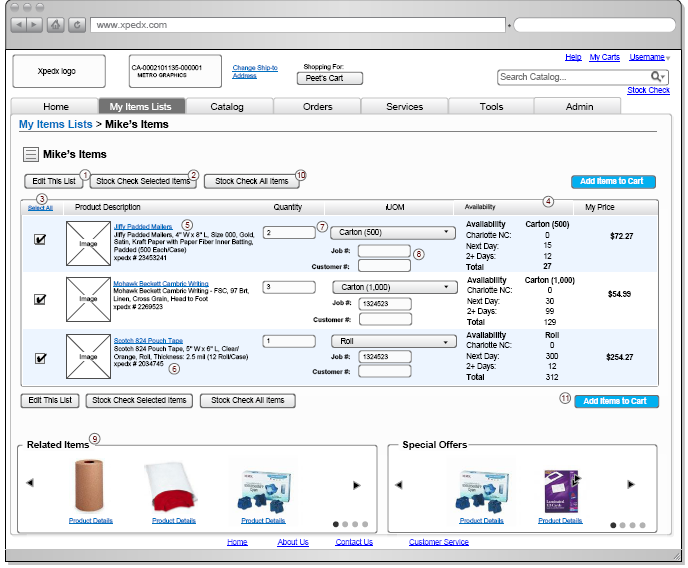 www.xpedx.com
Xpedx logo
CA-0002101135-000001
METRO GRAPHICS
Change Ship-to
Address
Shopping For:
Peet's Cart
Help My Carts Username
Search Catalog...
Stock Check
Home My Items Lists Catalog Orders Services Tools Admin
My Items Lists > Mike's Items
Mike's Items
Edit This List 1 Stock Check Selected Items 2 Stock Check All Items 10 Add Items to Cart
3 4
Select All Product Description Quantity /UOM Availability My Price
Image
Jiffy Padded Mailers 5
Jiffy Padded Mailers, 4" W x 8" L, Size 000, Gold,
Satin, Kraft Paper with Paper Fiber Inner Batting,
Padded (500 Each/Case)
xpedx # 23453241
2 7 Carton (500)
Job #: 8
Customer #:
Availability Carton (500)
Charlotte NC: 0
Next Day: 15
2+ Days: 12
Total 27
$72.27
Image
Mohawk Beckett Cambric Writing
Mohawk Beckett Cambric Writing - FSC, 97 Brt,
Linen, Cross Grain, Head to Foot
xpedx # 2269523
3 Carton (1,000)
Job #: 1324523
Customer #:
Availability Carton (1,000)
Charlotte NC: 0
Next Day: 30
2+ Days: 99
Total 129
$54.99
Image
Scotch 824 Pouch Tape
Scotch 824 Pouch Tape, 5" W x 6" L, Clear/
Orange, Roll, Thickness: 2.5 mil (12 Roll/Case)
xpedx # 2034745 6
1 Roll
Job #: 1324523
Customer #:
Availability Roll
Charlotte NC: 0
Next Day: 300
2+ Days: 12
Total 312
$254.27
Edit This List Stock Check Selected Items Stock Check All Items 11 Add Items to Cart
Related Items 9
Product Details Product Details Product Details
Special Offers
Product Details Product Details
Home About Us Contact Us Customer Service